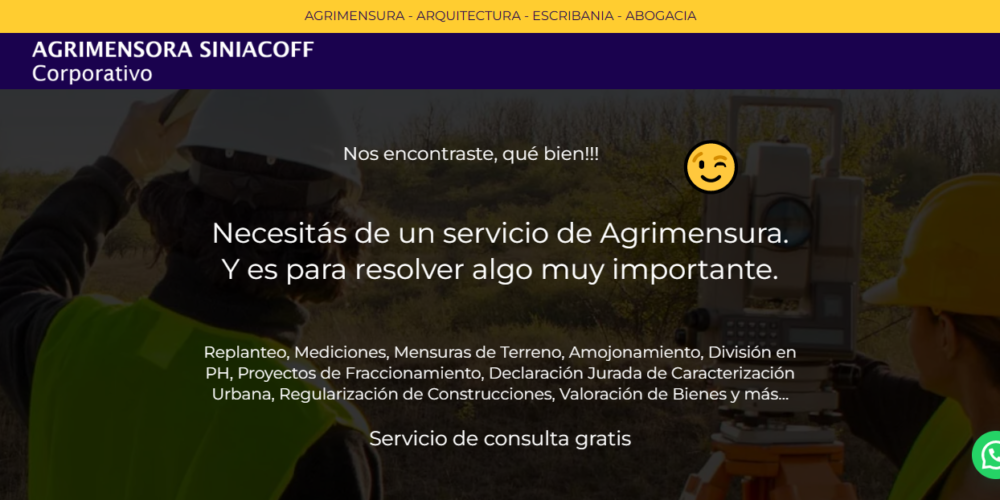 AGRIMENSURA - ARQUITECTURA - ESCRIBANIA - ABOGACIA
AGRIMENSORA SINIACOFF
Corporativo
Nos encontraste, qué bien!!!
Necesitás de un servicio de Agrimensura.
Y es para resolver algo muy importante.
Replanteo, Mediciones, Mensuras de Terreno, Amojonamiento, División en
PH, Proyectos de Fraccionamiento, Declaración Jurada de Caracterización
Urbana, Regularización de Construcciones, Valoración de Bienes y más...
Servicio de consulta gratis